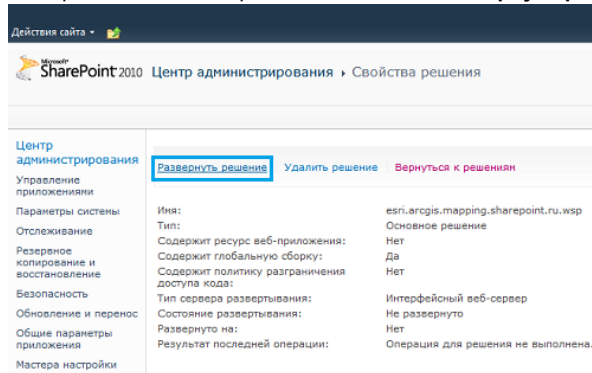 Действия сайта
Microsoft
SharePoint 2010 Центр администрирования › Свойства решения
Центр
администрирования
Управление
приложениями
Параметры системы
Отслеживание
Резервное
копирование и
восстановление
Безопасность
Обновление и перенос
Общие параметры
приложения
Мастера настройки
Развернуть решение Удалить решение Вернуться к решениям
Имя: esri.arcgis.mapping.sharepoint.ru.wsp
Тип: Основное решение
Содержит ресурс веб-приложения: Нет
Содержит глобальную сборку: Да
Содержит политику разграничения Нет
доступа кода:
Тип сервера развертывания: Интерфейсный веб-сервер
Состояние развертывания: Не развернуто
Развернуто на: Нет
Результат последней операции: Операция для решения не выполнена.